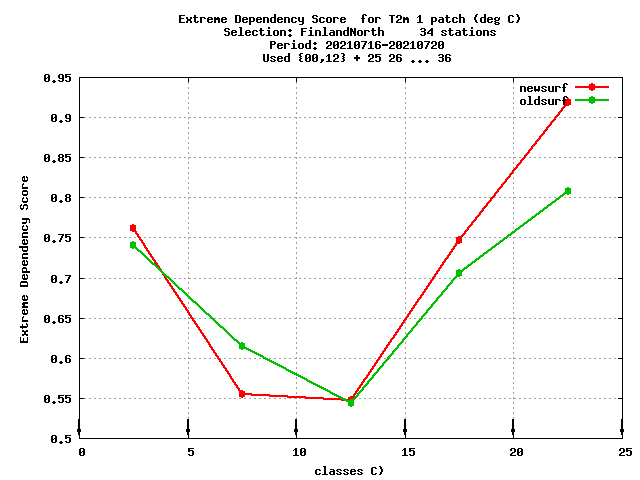 Extreme Dependency Score  for T2m 1 patch (deg C)
Selection: FinlandNorth     34 stations
Period: 20210716-20210720
Used {00,12} + 25 26 ... 36
newsurf
oldsurf
0.95
0.9
0.85
0.8
0.75
0.7
0.65
0.6
0.55
0.5
Extreme Dependency Score
0 5 10 15 20 25
classes C)